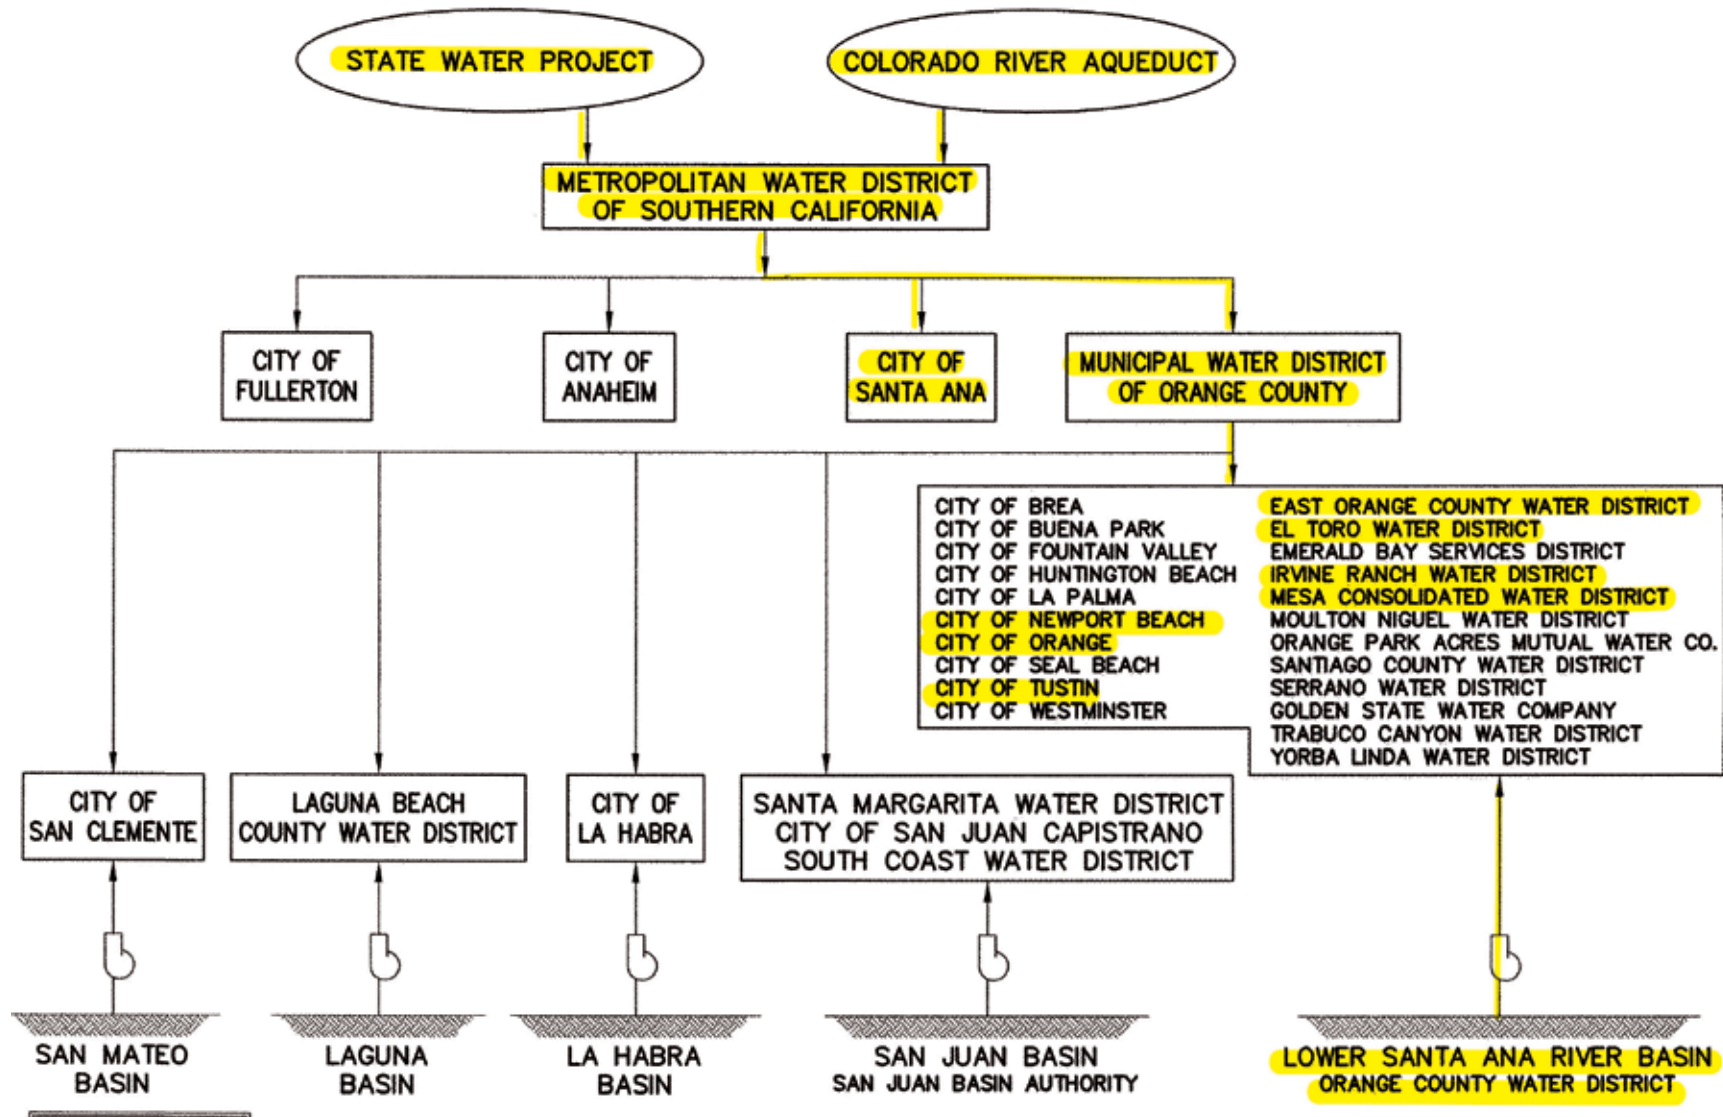 STATE WATER PROJECT
COLORADO RIVER AQUEDUCT
METROPOLITAN WATER DISTRICT
OF SOUTHERN CALIFORNIA
CITY OF
FULLERTON
CITY OF
ANAHEIM
CITY OF
SANTA ANA
MUNICIPAL WATER DISTRICT
OF ORANGE COUNTY
CITY OF BREA
CITY OF BUENA PARK
CITY OF FOUNTAIN VALLEY
CITY OF HUNTINGTON BEACH
CITY OF LA PALMA
CITY OF NEWPORT BEACH
CITY OF ORANGE
CITY OF SEAL BEACH
CITY OF TUSTIN
CITY OF WESTMINSTER
EAST ORANGE COUNTY WATER DISTRICT
EL TORO WATER DISTRICT
EMERALD BAY SERVICES DISTRICT
IRVINE RANCH WATER DISTRICT
MESA CONSOLIDATED WATER DISTRICT
MOULTON NIGUEL WATER DISTRICT
ORANGE PARK ACRES MUTUAL WATER CO.
SANTIAGO COUNTY WATER DISTRICT
SERRANO WATER DISTRICT
GOLDEN STATE WATER COMPANY
TRABUCO CANYON WATER DISTRICT
YORBA LINDA WATER DISTRICT
CITY OF
SAN CLEMENTE
LAGUNA BEACH
COUNTY WATER DISTRICT
CITY OF
LA HABRA
SANTA MARGARITA WATER DISTRICT
CITY OF SAN JUAN CAPISTRANO
SOUTH COAST WATER DISTRICT
SAN MATEO
BASIN
LAGUNA
BASIN
LA HABRA
BASIN
SAN JUAN BASIN
SAN JUAN BASIN AUTHORITY
LOWER SANTA ANA RIVER BASIN
ORANGE COUNTY WATER DISTRICT